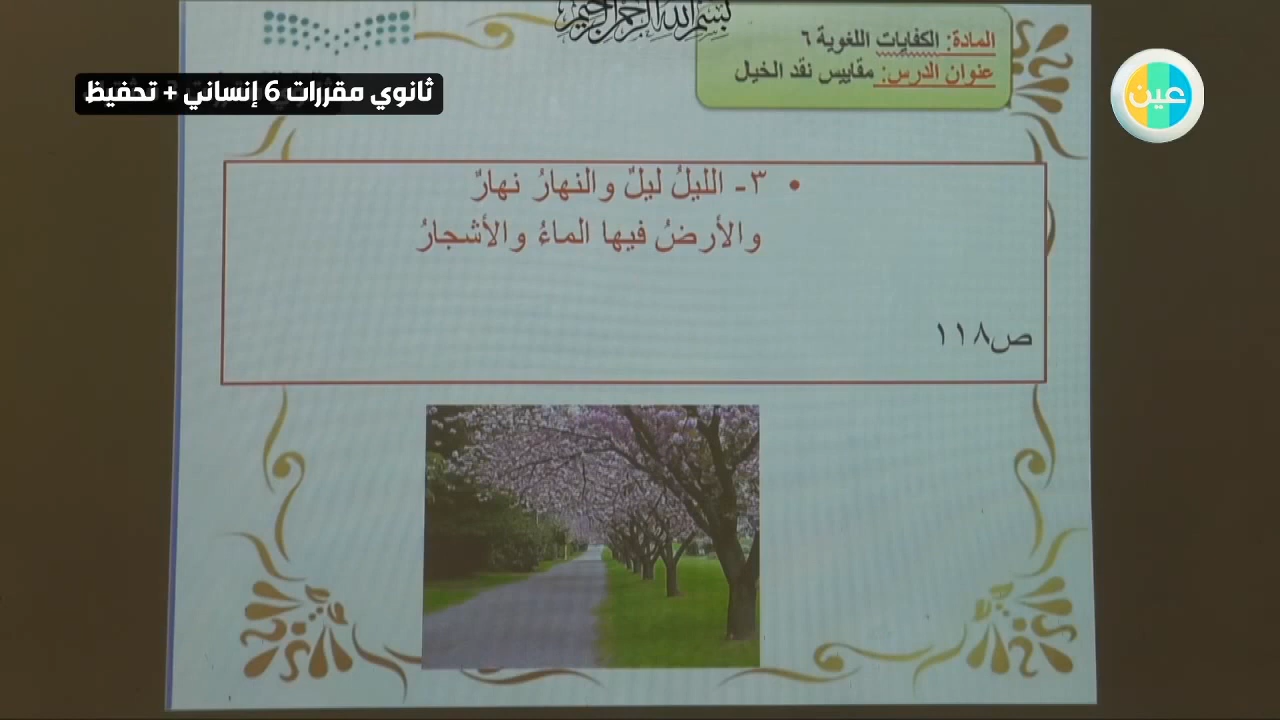 بسم الله الرحمن الرحيم
المادة: الكفايات اللغوية ٦
عنوان الدرس: مقاييس نقد الخيل
ثانوي مقررات 6 إنساني + تحفيظ
عين
• ٣- الليلُ ليلٌ والنهارُ نهارٌ
والأرضُ فيها الماءُ والأشجارُ
ص١١٨